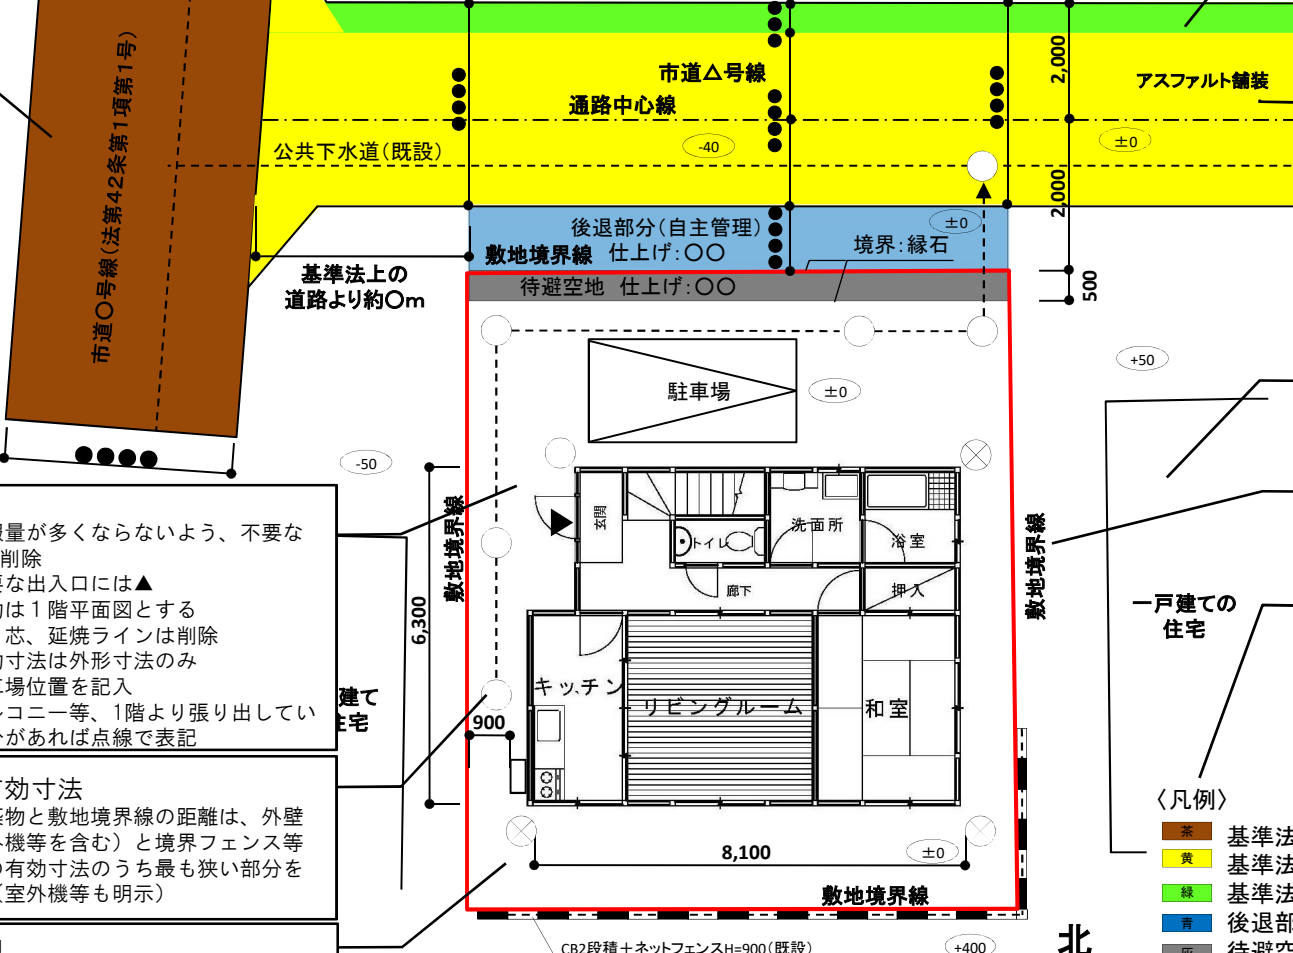 市道〇号線(法第42条第1項第1号)
市道△号線
通路中心線
アスファルト舗装
2,000
公共下水道(既設)
-40
±0
2,000
後退部分(自主管理)
±0
敷地境界線 仕上げ:〇〇
境界:縁石
基準法上の
道路より約〇m
待避空地 仕上げ:〇〇
500
+50
駐車場
±0
-50
敷地境界線
玄関
トイレ
洗面所
浴室
廊下
押入
敷地境界線
一戸建ての
住宅
6,300
キッチン
リビングルーム
和室
900
建て
住宅
量が多くならないよう、不要な
削除
な出入口には▲
は1階平面図とする
芯、延焼ラインは削除
寸法は外形寸法のみ
場位置を記入
コニー等、1階より張り出してい
があれば点線で表記
効寸法
物と敷地境界線の距離は、外壁
機等を含む)と境界フェンス等
の有効寸法のうち最も狭い部分を
(室外機等も明示)
8,100
±0
敷地境界線
CB2段積+ネットフェンスH=900(既設)
+400
北
〈凡例〉
茶 基準法
黄 基準法
緑 基準法
青 後退部
灰 待避空